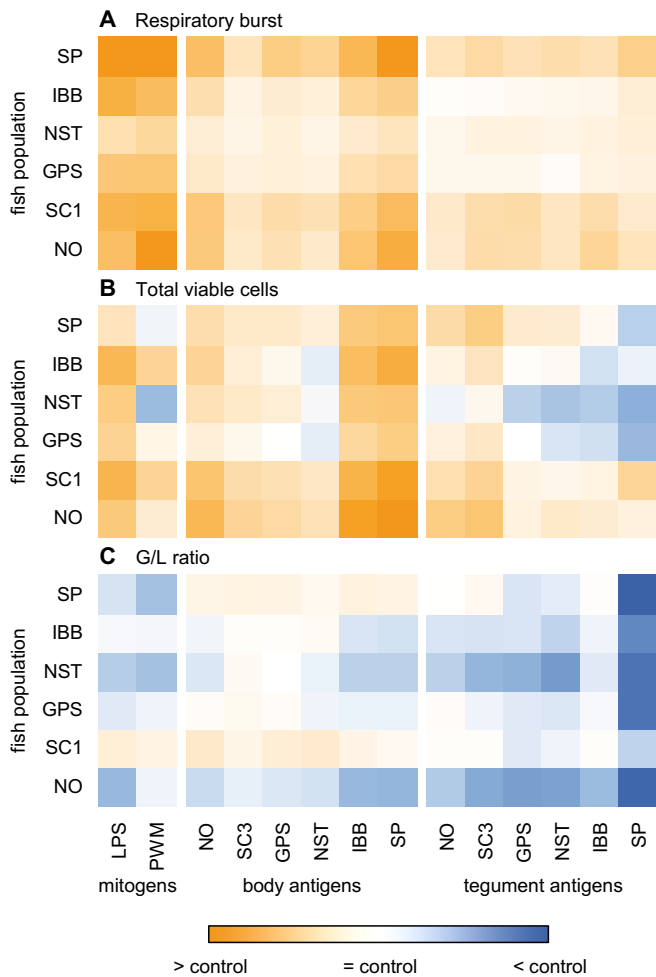 A Respiratory burst
SP
IBB
NST
GPS
SC1
NO
fish population
B Total viable cells
SP
IBB
NST
GPS
SC1
NO
C G/L ratio
SP
IBB
NST
GPS
SC1
NO
fish population
LPS PWM NO SC3 GPS NST IBB SP NO SC3 GPS NST IBB SP
mitogens body antigens tegument antigens
> control = control < control